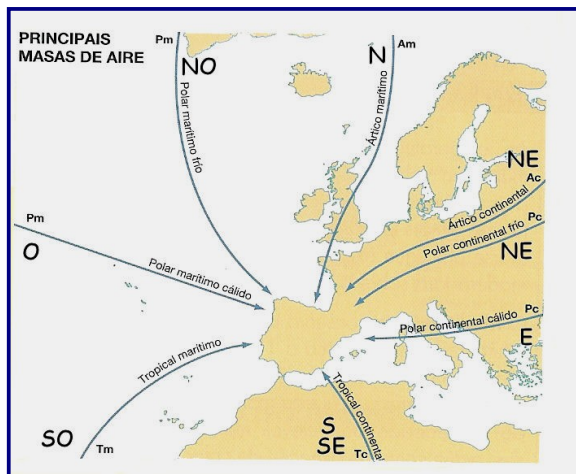 PRINCIPAIS
MASAS DE AIRE
Pm
NO
Polar marítimo frío
N
Am
Ártico marítimo
NE
Ac
Ártico continental
Pc
Polar continental frío
NE
Pm
O
Polar marítimo cálido
Pc
Polar continental cálido
E
Tropical marítimo
SO
Tm
S
SE
Tc
Tropical continental